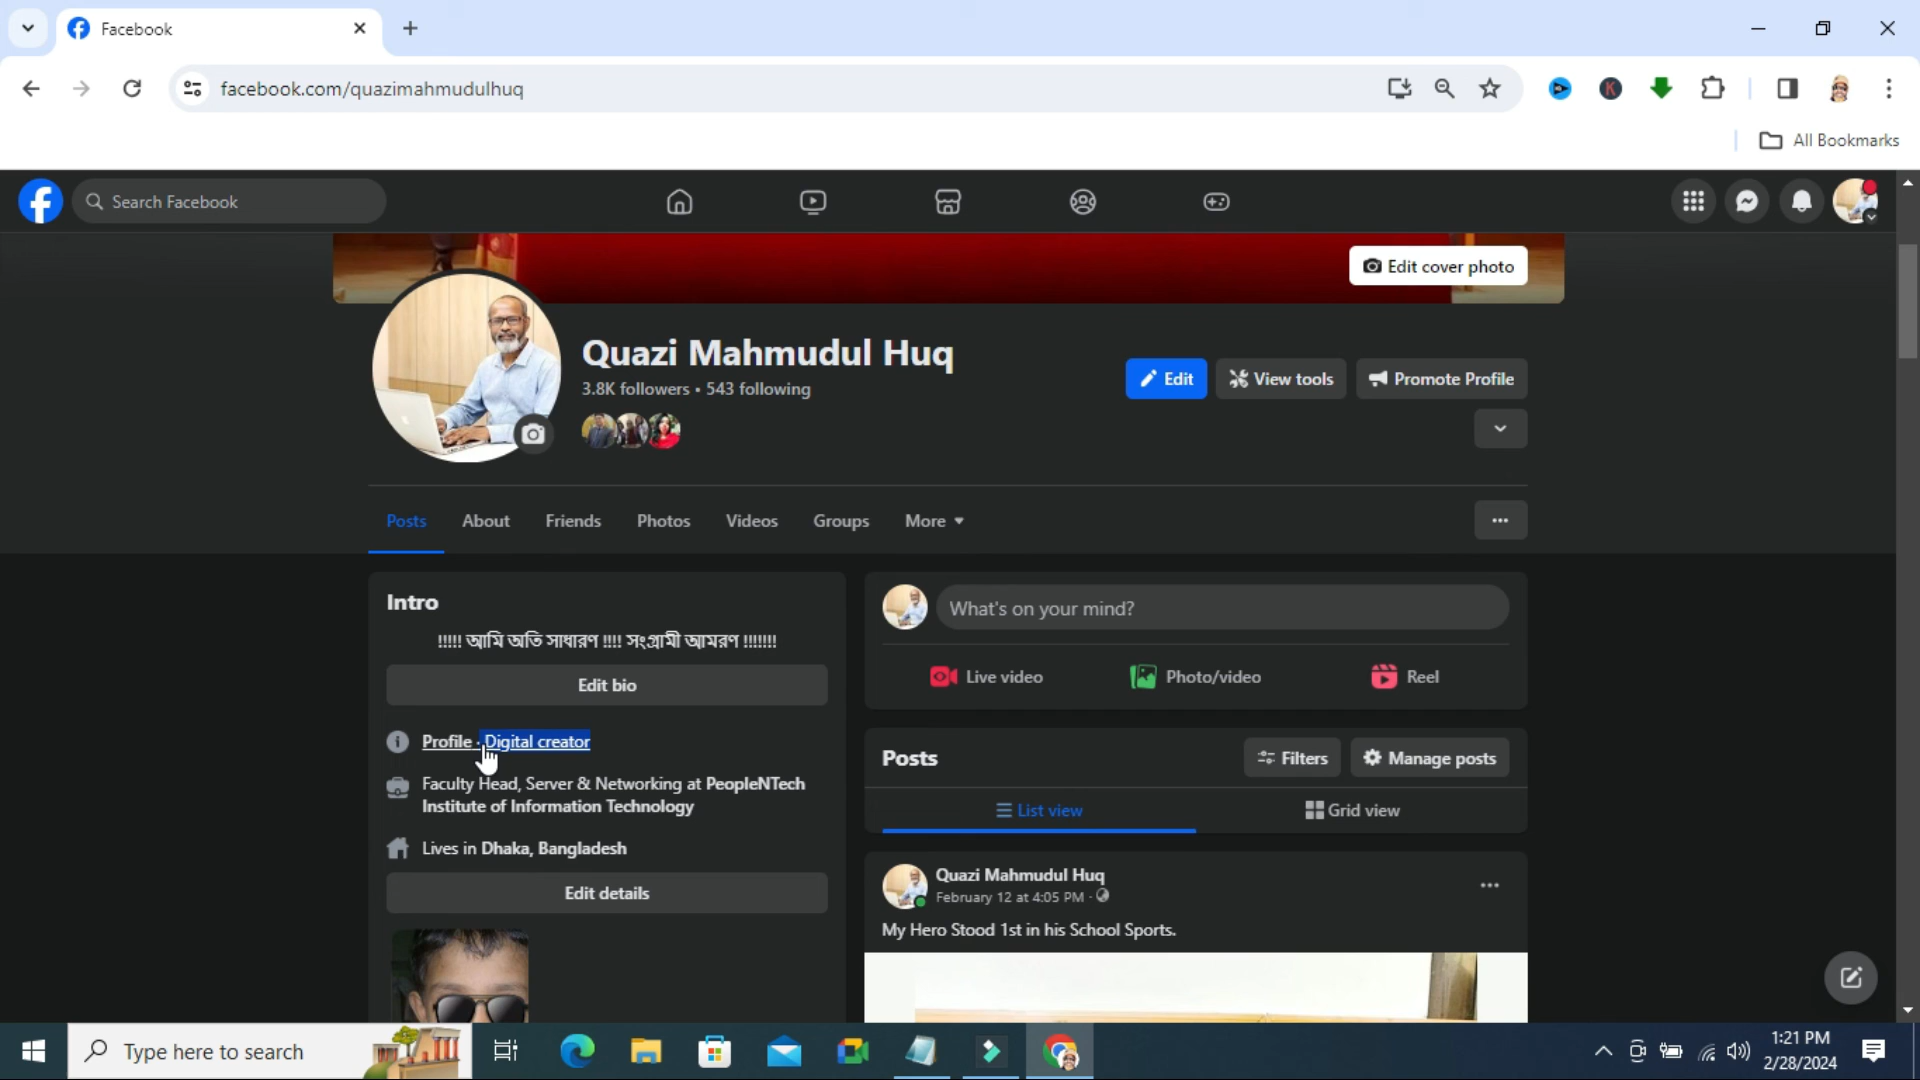 Facebook
facebook.com/quazimahmudulhuq
K
All Bookmarks
Search Facebook
Edit cover photo
Quazi Mahmudul Huq
3.8K followers • 543 following
Edit
View tools
Promote Profile
Posts
About
Friends
Photos
Videos
Groups
More
Intro
!!!!! আমি অতি সাধারণ !!!! সংগ্রামী আমরণ !!!!!!!
Edit bio
Profile · Digital creator
Faculty Head, Server & Networking at PeopleNTech
Institute of Information Technology
Lives in Dhaka, Bangladesh
Edit details
What's on your mind?
Live video
Photo/video
Reel
Posts
Filters
Manage posts
List view
Grid view
Quazi Mahmudul Huq
February 12 at 4:05 PM ·
My Hero Stood 1st in his School Sports.
Type here to search
1:21 PM
2/28/2024